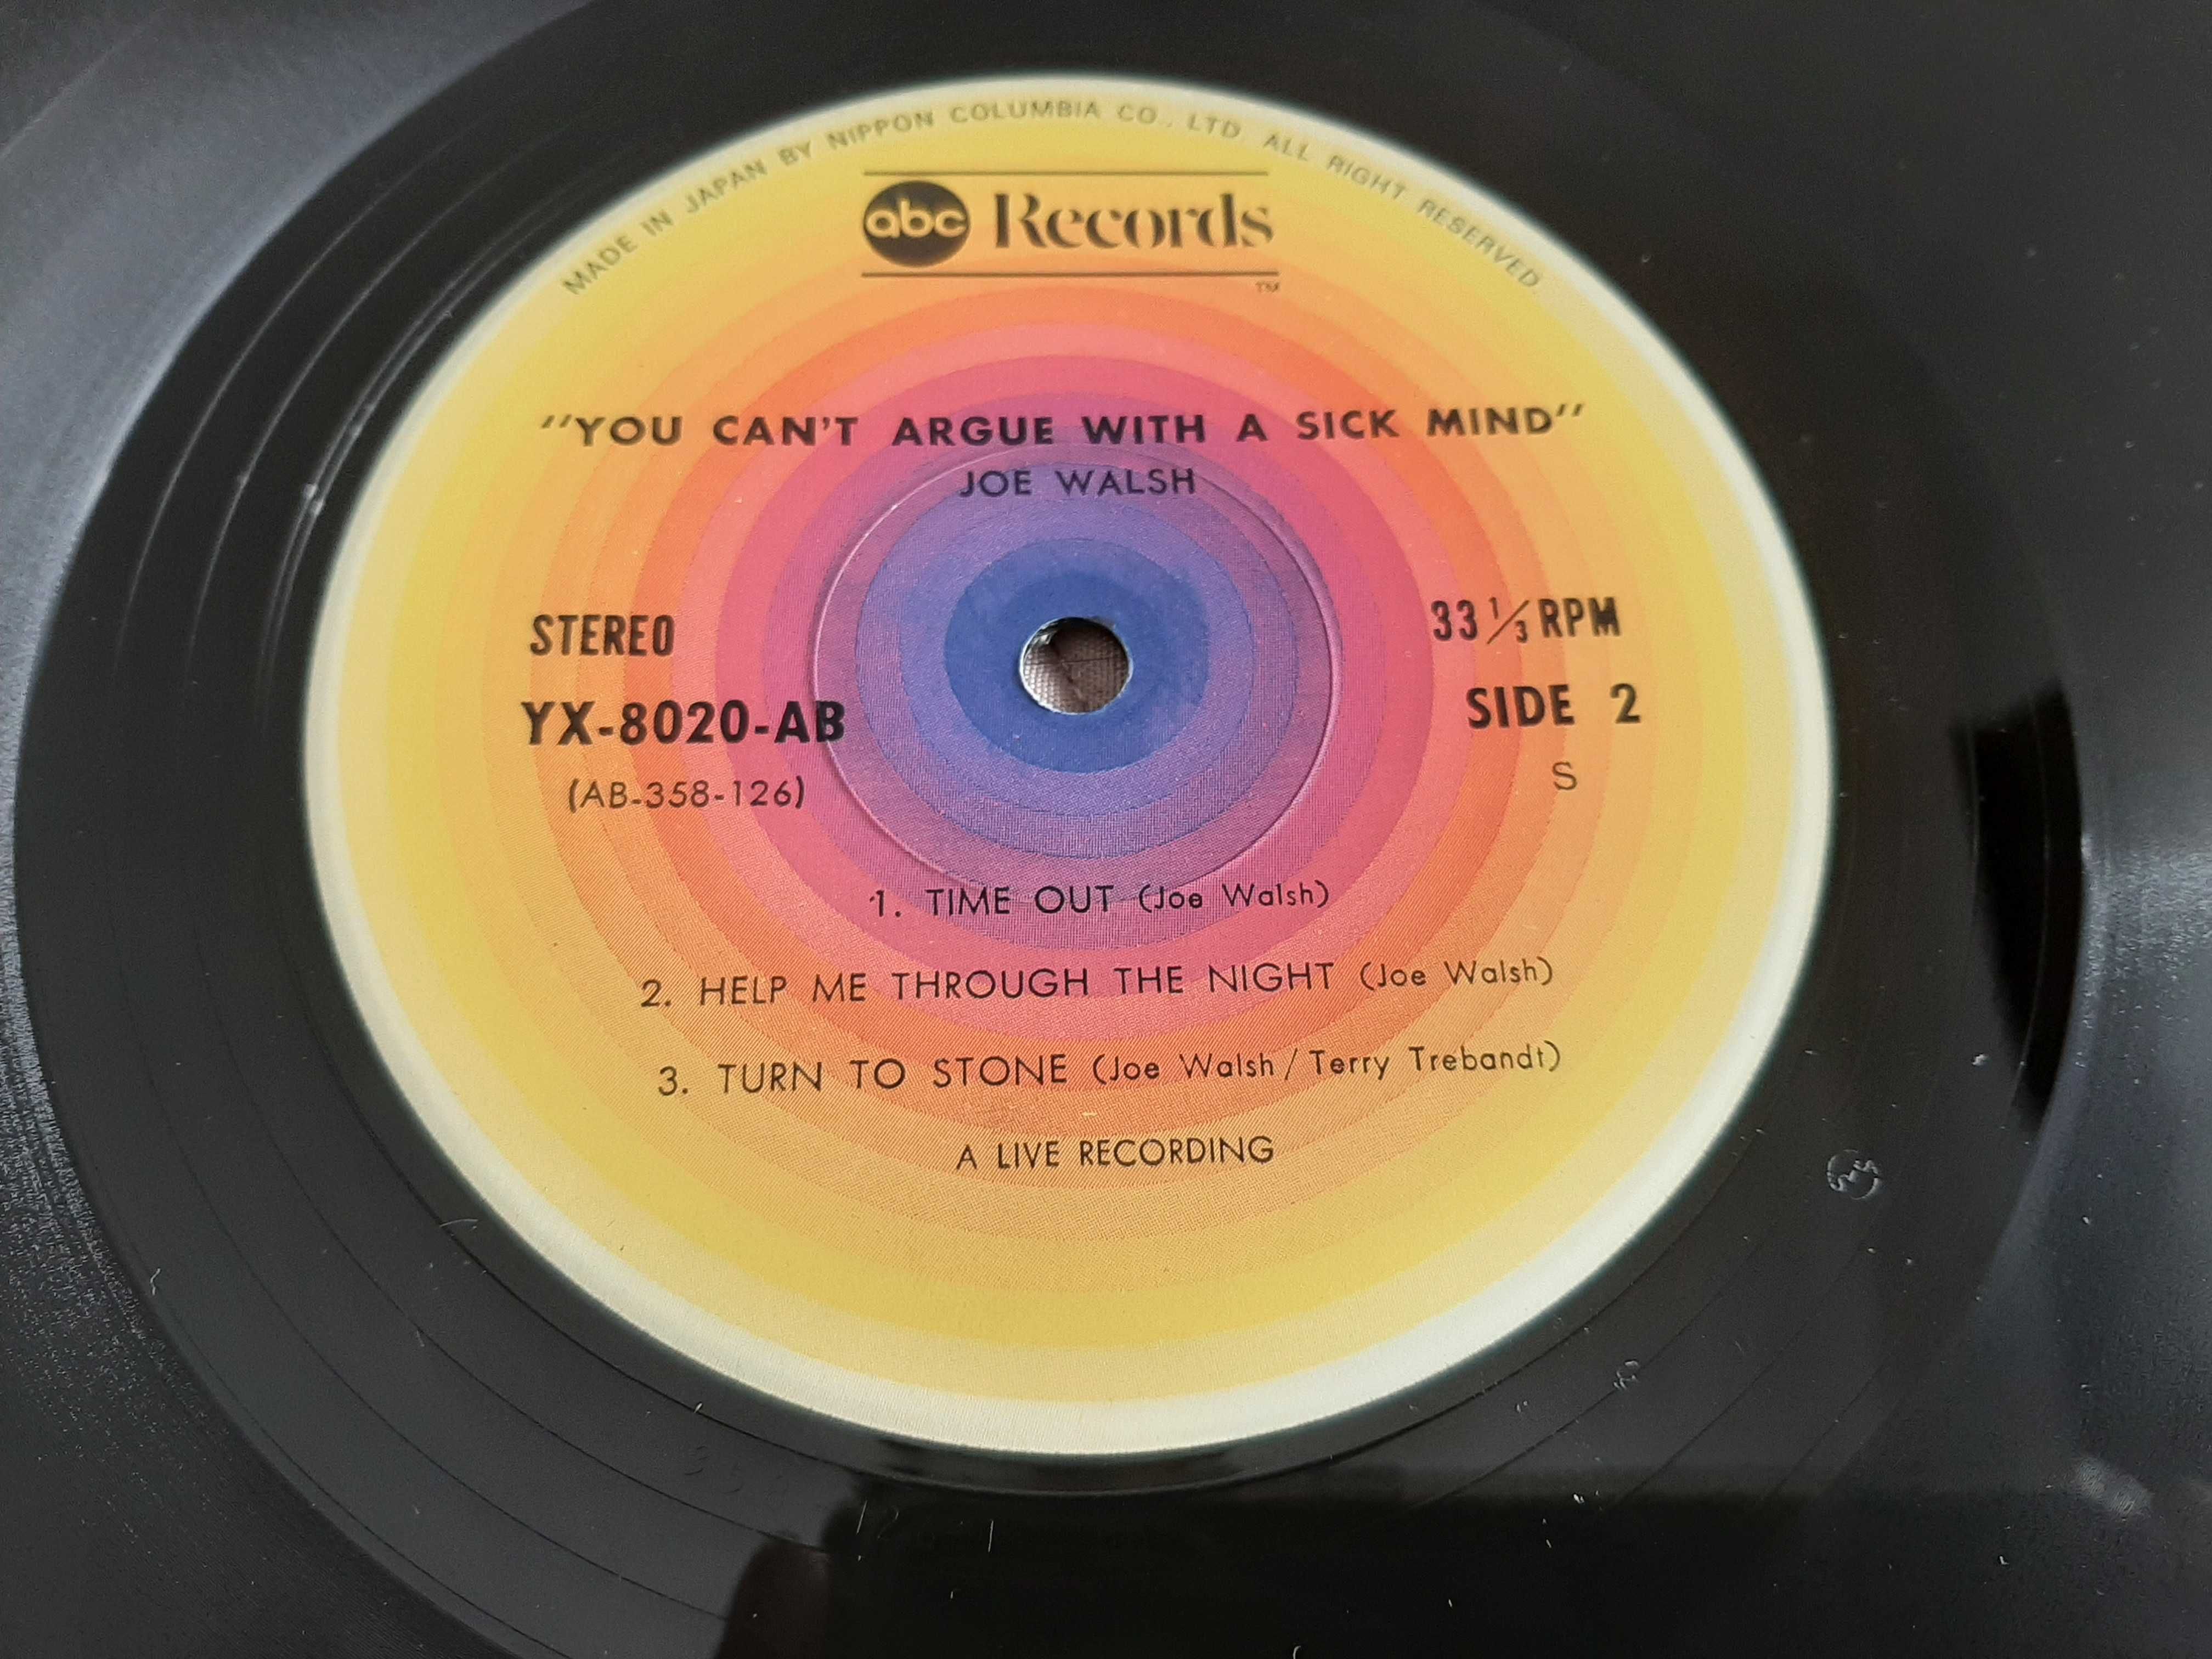 MADE IN JAPAN BY NIPPON COLUMBIA CO., LTD. ALL RIGHT RESERVED.
abc Records
TM
"YOU CAN'T ARGUE WITH A SICK MIND"
JOE WALSH
STEREO
33 1/3 RPM
YX-8020-AB
SIDE 2
(AB-358-126)
S
1. TIME OUT (Joe Walsh)
2. HELP ME THROUGH THE NIGHT (Joe Walsh)
3. TURN TO STONE (Joe Walsh / Terry Trebandt)
A LIVE RECORDING